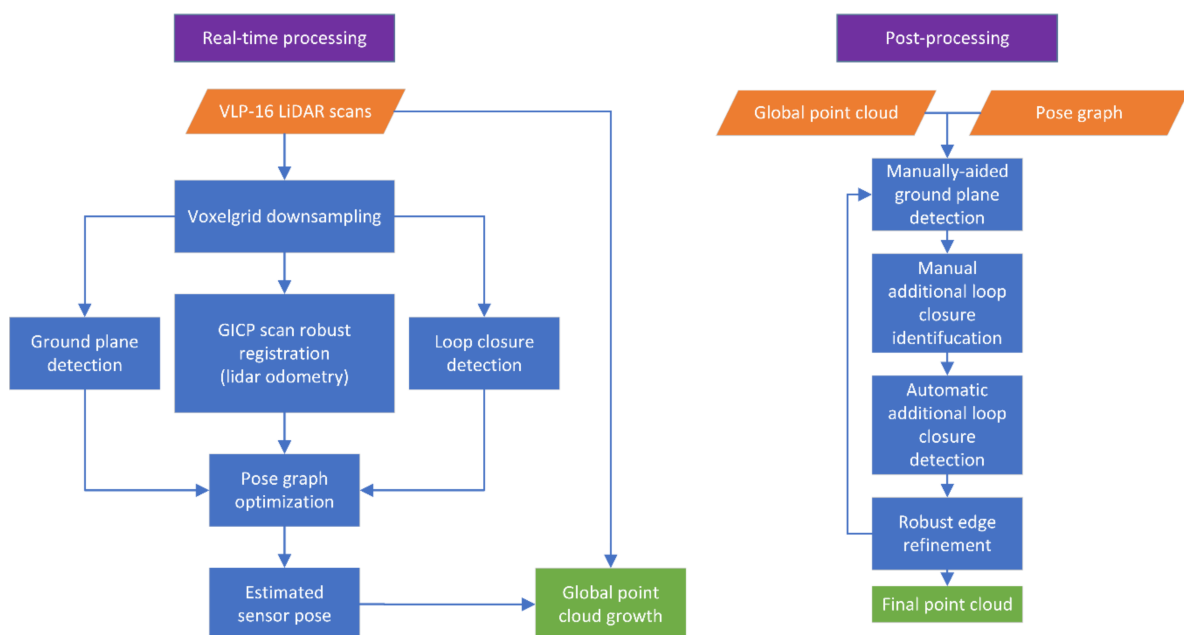 Real-time processing
VLP-16 LiDAR scans
Voxelgrid downsampling
Ground plane
detection
GICP scan robust
registration
(lidar odometry)
Loop closure
detection
Pose graph
optimization
Estimated
sensor pose
Global point
cloud growth
Post-processing
Global point cloud
Pose graph
Manually-aided
ground plane
detection
Manual
additional loop
closure
identifucation
Automatic
additional loop
closure
detection
Robust edge
refinement
Final point cloud